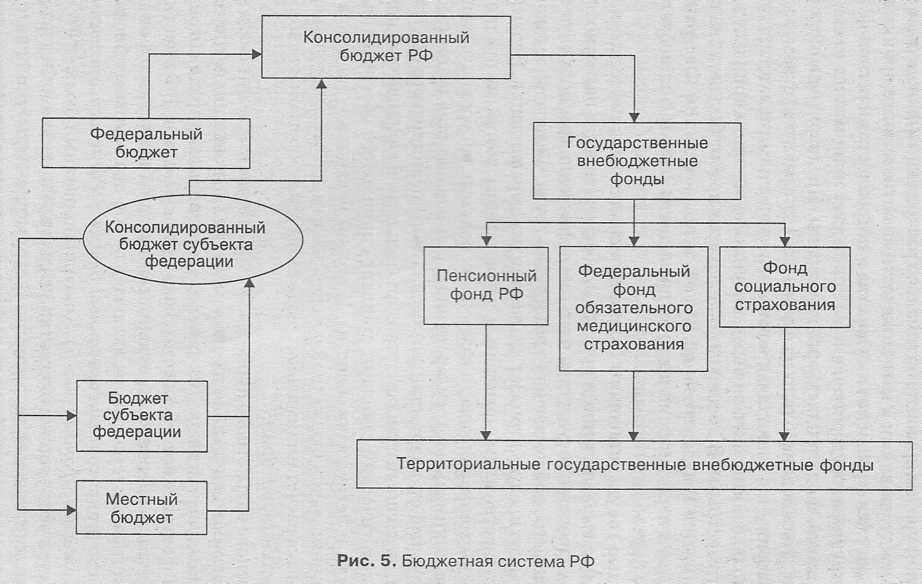 Консолидированный
бюджет РФ
Федеральный
бюджет
Государственные
внебюджетные
фонды
Консолидированный
бюджет субъекта
федерации
Пенсионный
фонд РФ
Федеральный
фонд
обязательного
медицинского
страхования
Фонд
социального
страхования
Бюджет
субъекта
федерации
Территориальные государственные внебюджетные фонды
Местный
бюджет
Рис. 5. Бюджетная система РФ